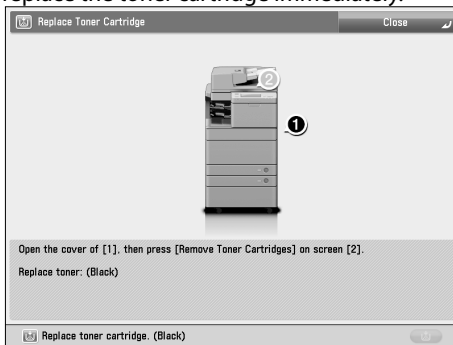 replace the toner cartridge immediately.
Replace Toner Cartridge
Close
2
1
Open the cover of [1], then press [Remove Toner Cartridges] on screen [2].
Replace toner: (Black)
Replace toner cartridge. (Black)